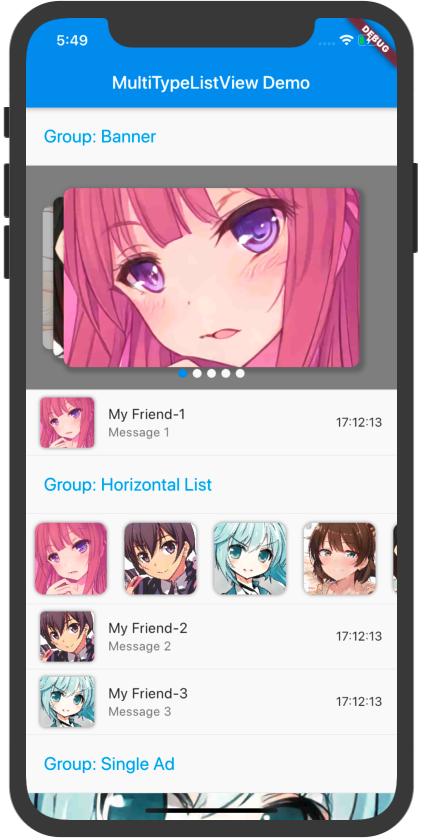 5:49
DEBUG
MultiTypeListView Demo
Group: Banner
My Friend-1
Message 1
17:12:13
Group: Horizontal List
My Friend-2
Message 2
17:12:13
My Friend-3
Message 3
17:12:13
Group: Single Ad